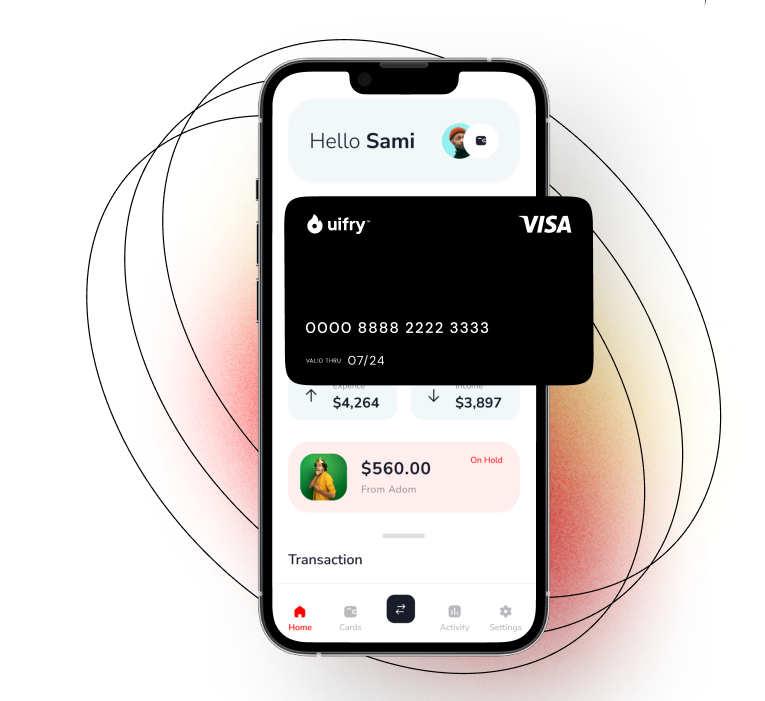 Hello Sami
uifry™
VISA
0000 8888 2222 3333
VALID THRU 07/24
Expence
Income
$4,264
$3,897
$560.00
On Hold
From Adom
Transaction
Home
Cards
Activity
Settings